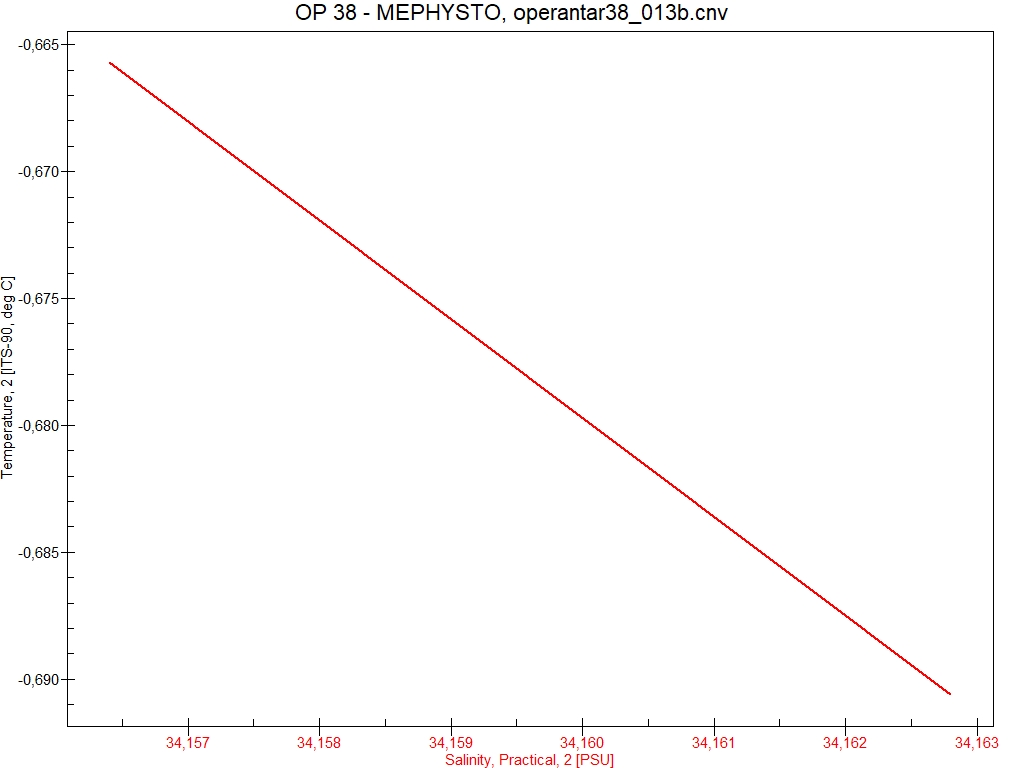 OP 38 - MEPHYSTO, operantar38_013b.cnv
-0,665
-0,670
-0,675
-0,680
-0,685
-0,690
Temperature, 2 [ITS-90, deg C]
34,157 34,158 34,159 34,160 34,161 34,162 34,163
Salinity, Practical, 2 [PSU]